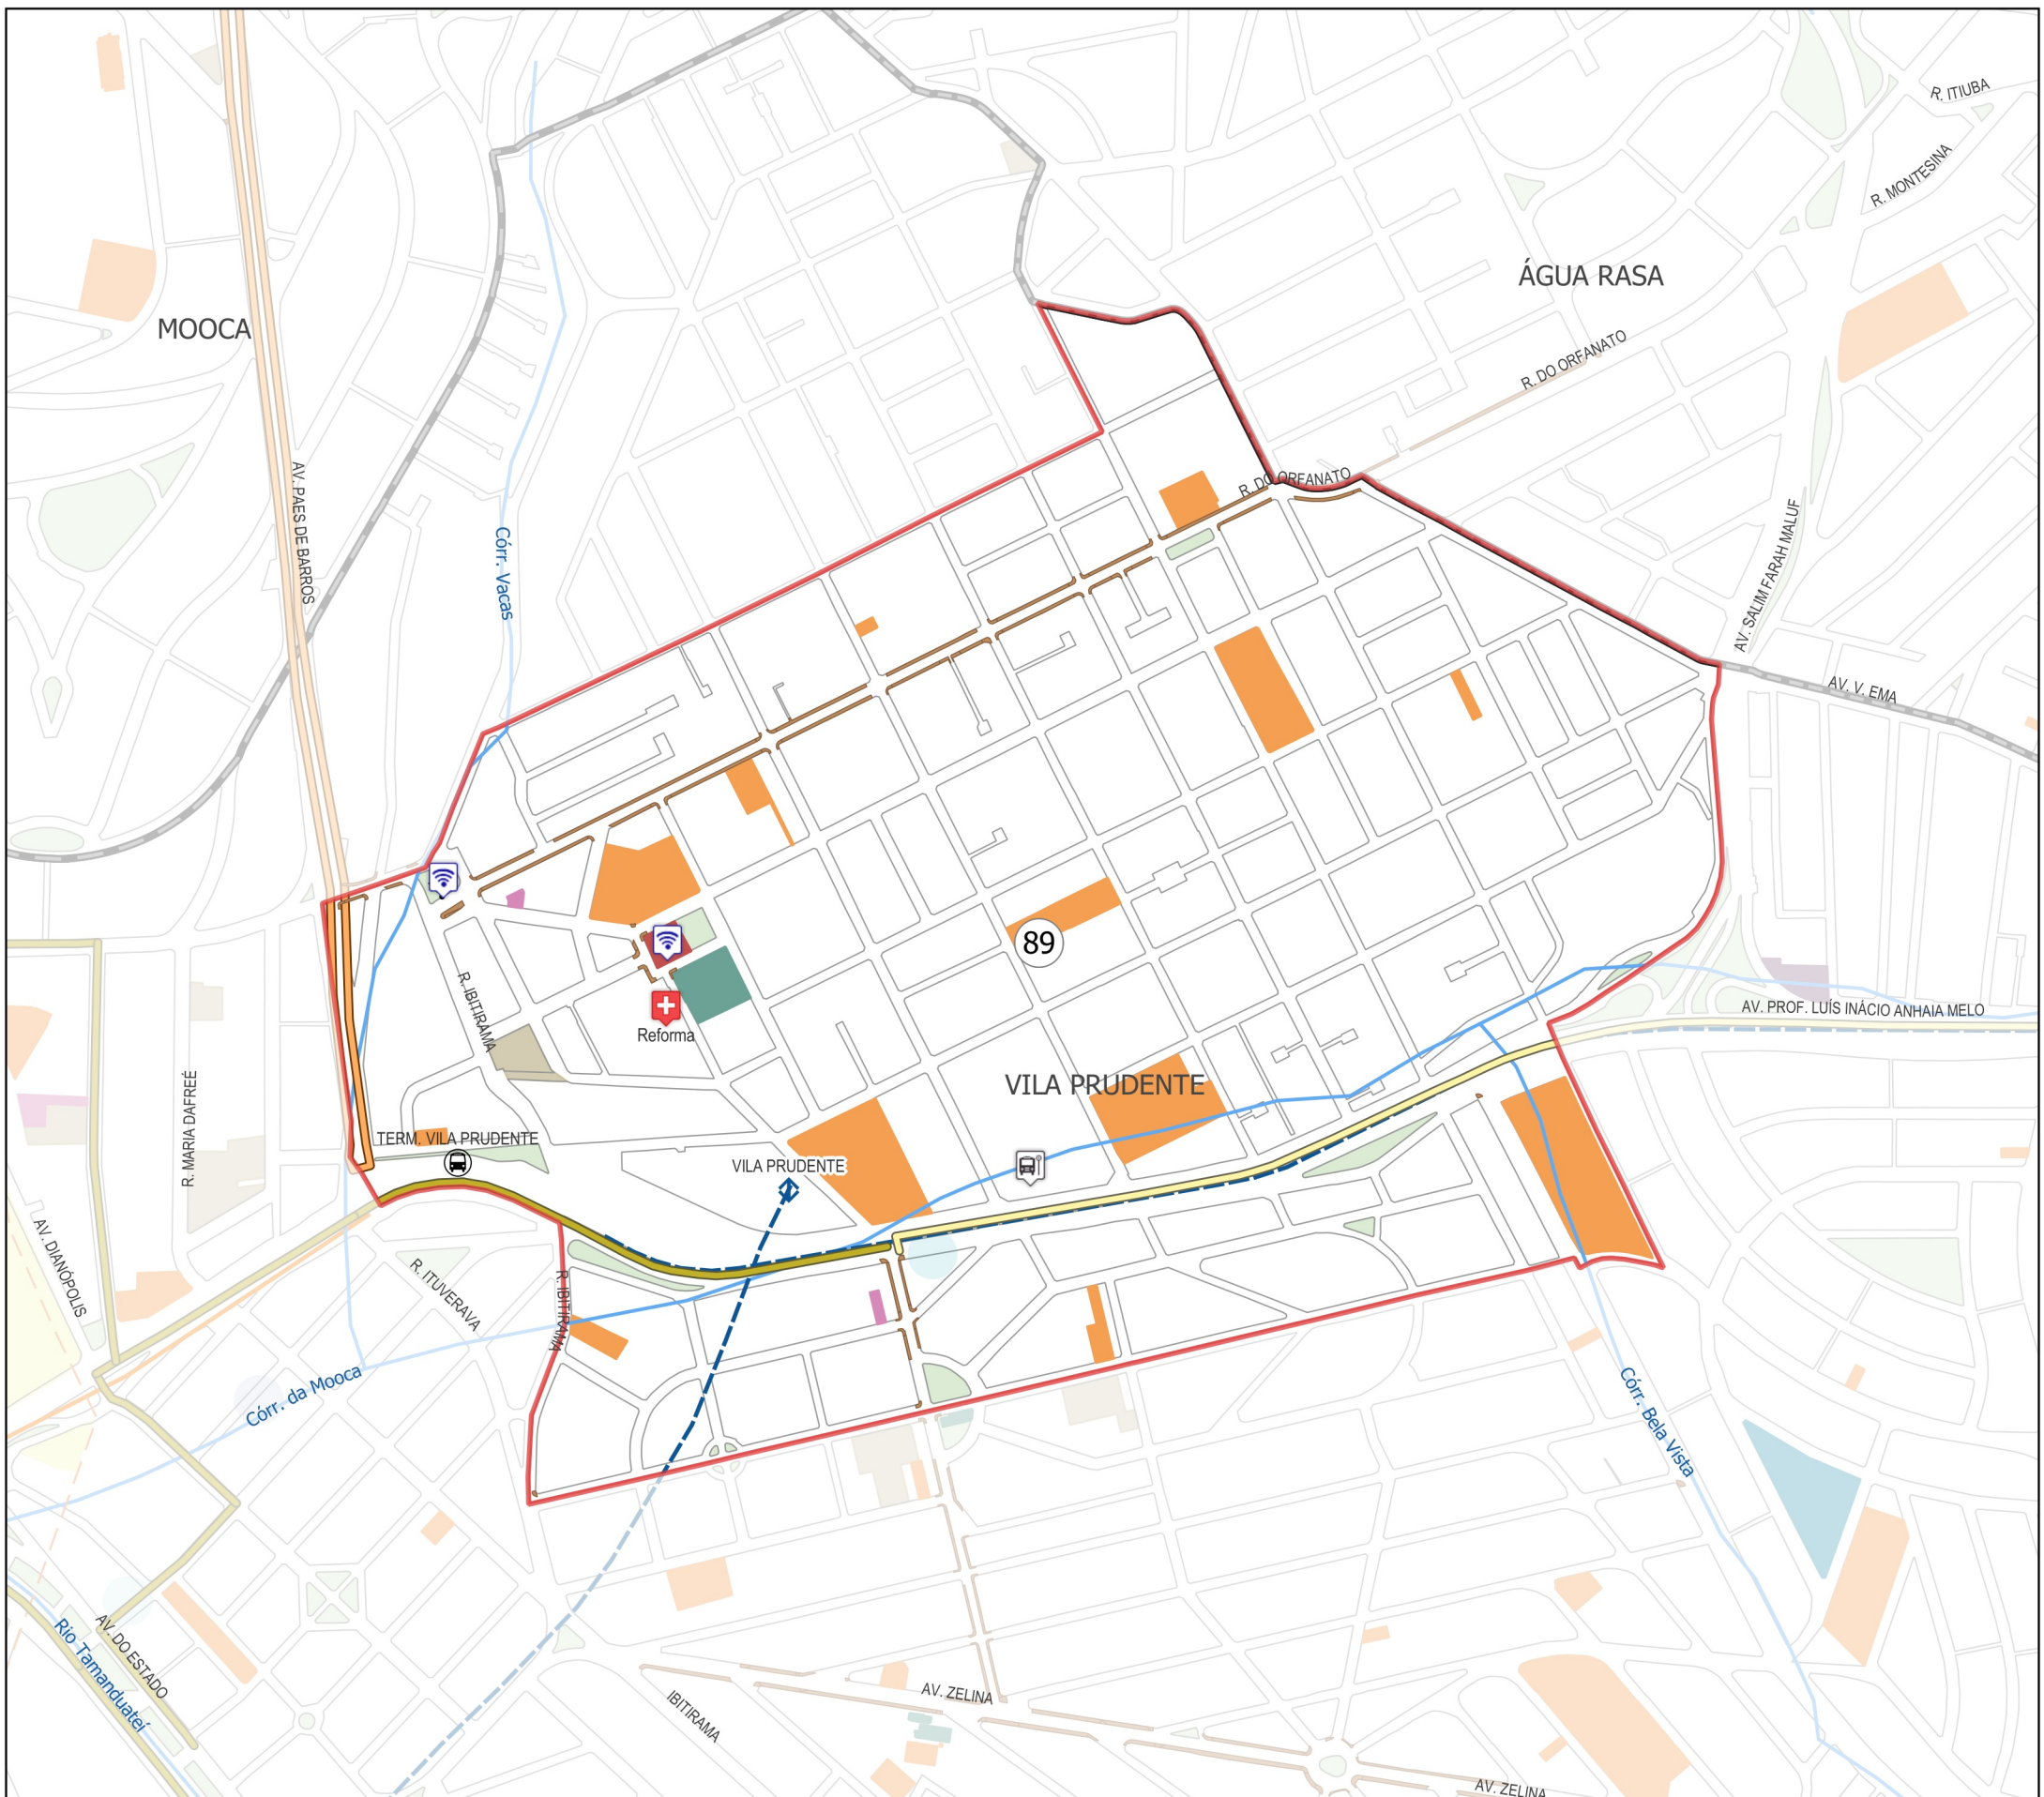 R. ITIUBA
R. MONTESINA
ÁGUA RASA
MOOCA
R. DO ORFANATO
AV. PAES DE BARROS
R. DO ORFANATO
Córr. Vacas
AV. SALIM FARAH MALUF
AV. V. EMA
89
R. IBITIRAMA
Reforma
AV. PROF. LUÍS INÁCIO ANHAIA MELO
VILA PRUDENTE
R. MARIA DAFREÉ
TERM. VILA PRUDENTE
VILA PRUDENTE
AV. DIANÓPOLIS
R. ITUVERAVA
R. IBITIRAMA
Córr. da Mooca
Córr. Bela Vista
AV. DO ESTADO
Rio Tamanduateí
IBITIRAMA
AV. ZELINA
AV. ZELINA